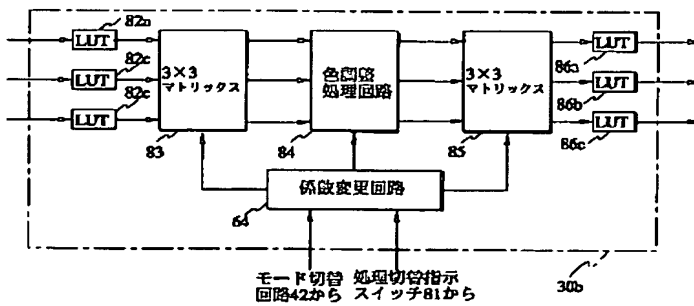 82a
LUT
82c
LUT
82c
LUT
3×3
マトリックス
83
色調路
処理回路
84
3×3
マトリックス
85
LUT
86a
LUT
86b
LUT
86c
係数変更回路
64
モード切替
回路42から
処理切替指示
スイッチ81から
30b